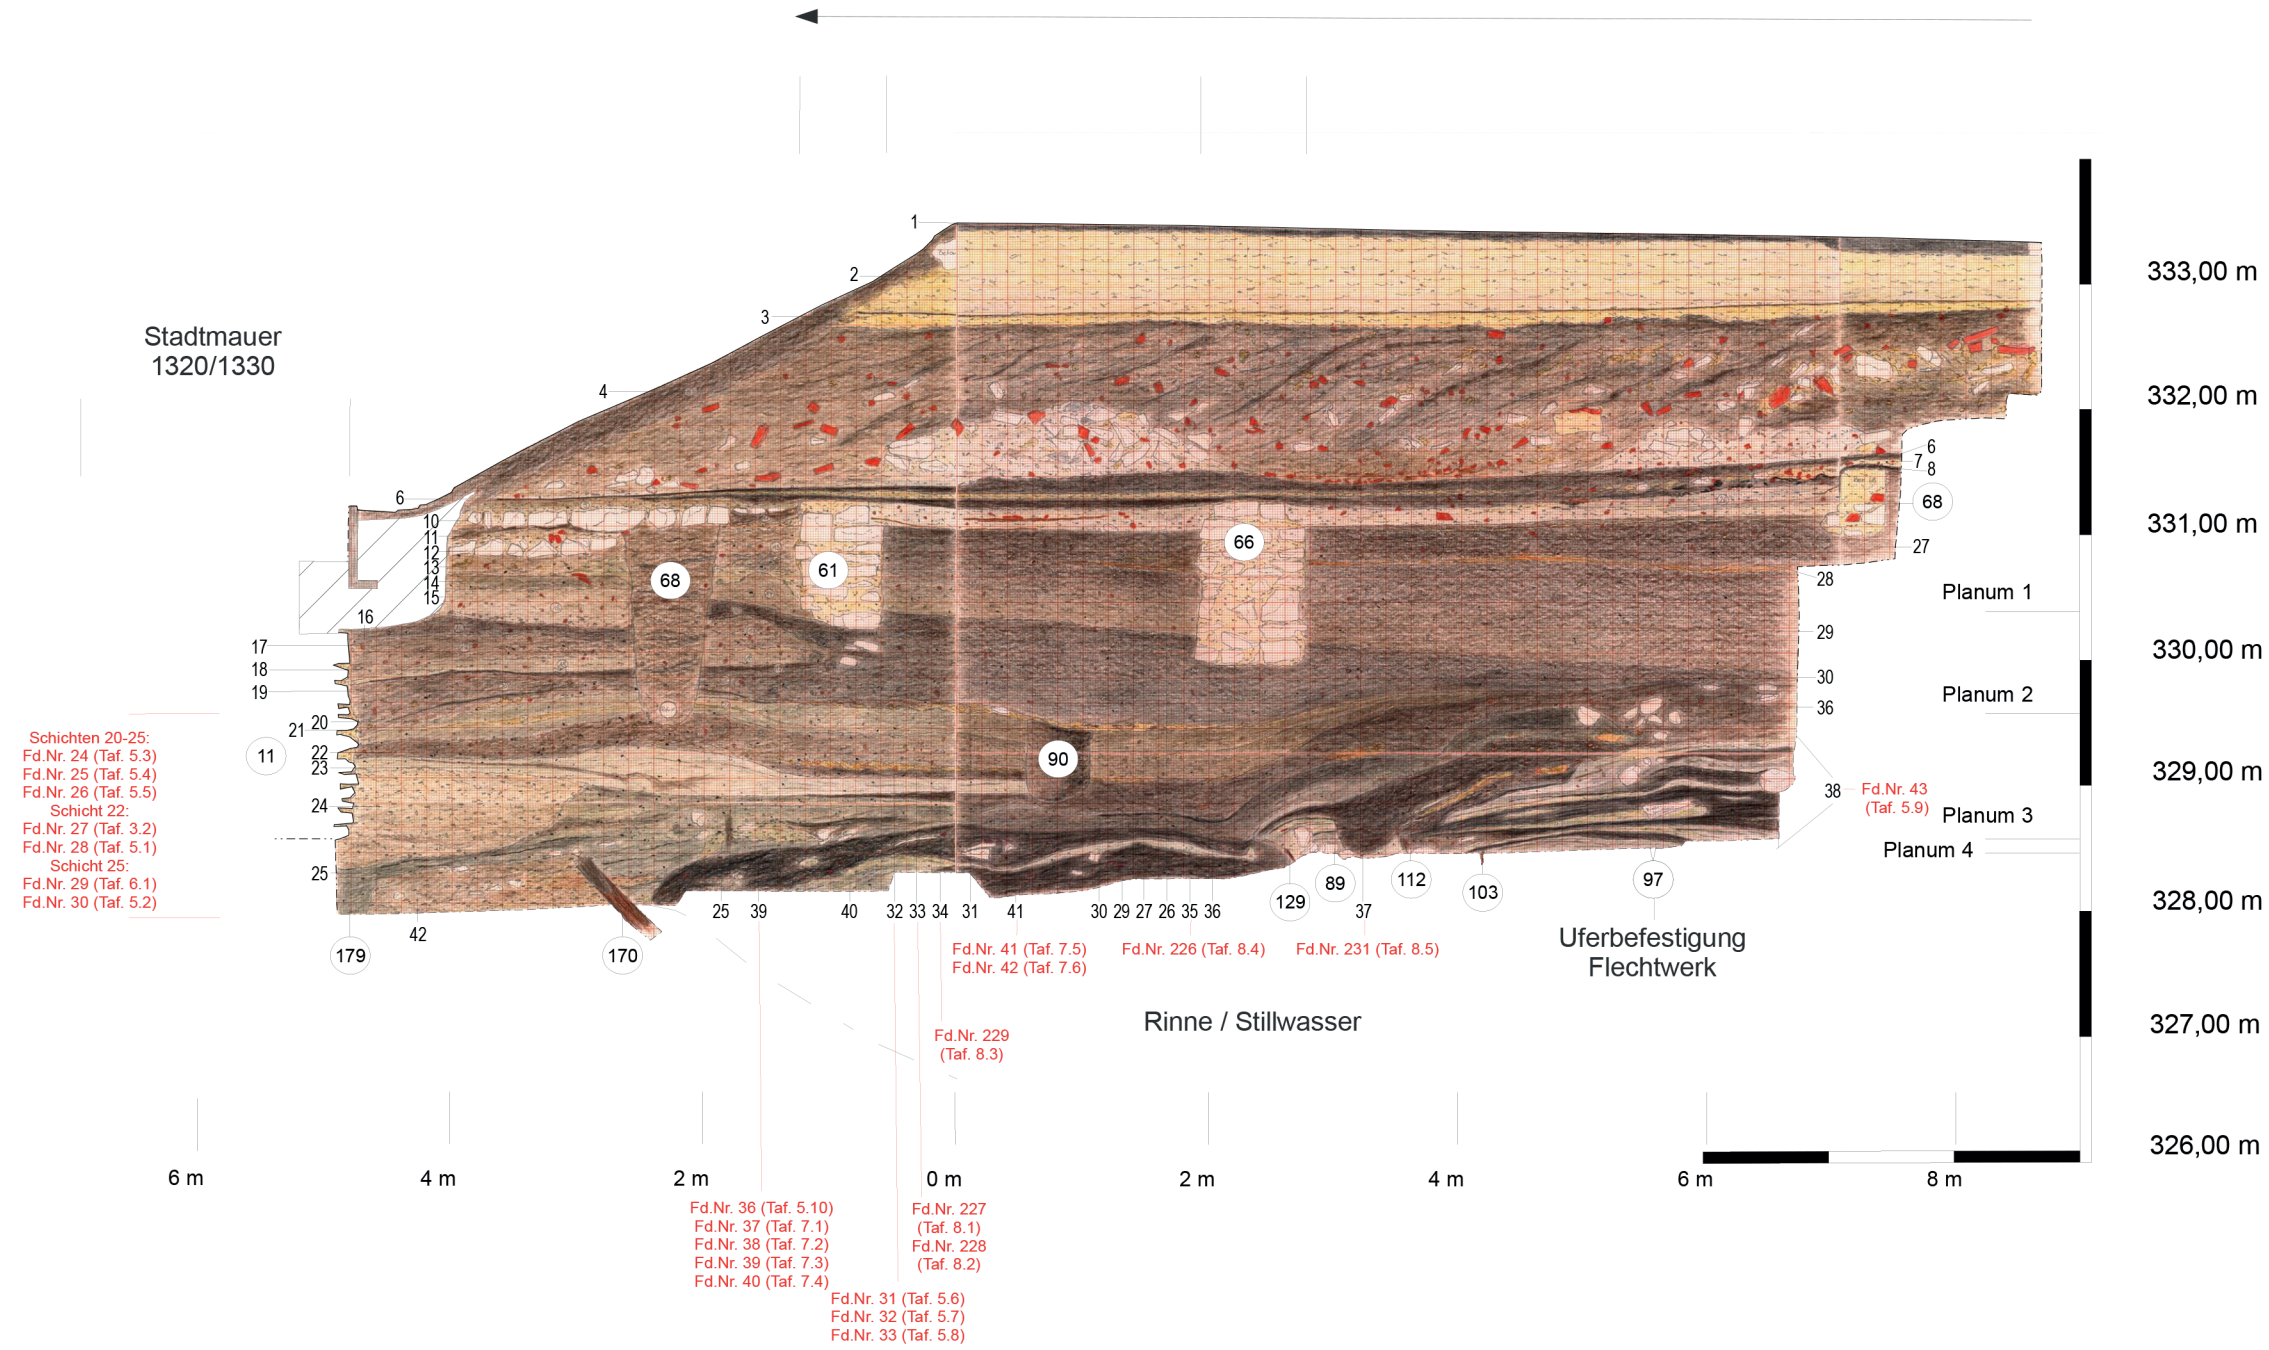 1
2
333,00 m
3
Stadtmauer
1320/1330
4
332,00 m
6
7
8
6
68
10
11
12
13
14
15
16
331,00 m
66
61
68
27
28
Planum 1
29
17
18
19
330,00 m
30
36
Planum 2
20
21
22
23
24
25
11
Schichten 20-25:
Fd.Nr. 24 (Taf. 5.3)
Fd.Nr. 25 (Taf. 5.4)
Fd.Nr. 26 (Taf. 5.5)
Schicht 22:
Fd.Nr. 27 (Taf. 3.2)
Fd.Nr. 28 (Taf. 5.1)
Schicht 25:
Fd.Nr. 29 (Taf. 6.1)
Fd.Nr. 30 (Taf. 5.2)
90
329,00 m
38
Fd.Nr. 43
(Taf. 5.9)
Planum 3
Planum 4
328,00 m
179
42
170
25 39 40 32 33 34 31 41 30 29 27 26 35 36 37
129
89
112
103
97
Fd.Nr. 41 (Taf. 7.5)
Fd.Nr. 42 (Taf. 7.6)
Fd.Nr. 226 (Taf. 8.4)
Fd.Nr. 231 (Taf. 8.5)
Uferbefestigung
Flechtwerk
Rinne / Stillwasser
327,00 m
Fd.Nr. 229
(Taf. 8.3)
326,00 m
6 m 4 m 2 m 0 m 2 m 4 m 6 m 8 m
Fd.Nr. 36 (Taf. 5.10)
Fd.Nr. 37 (Taf. 7.1)
Fd.Nr. 38 (Taf. 7.2)
Fd.Nr. 39 (Taf. 7.3)
Fd.Nr. 40 (Taf. 7.4)
Fd.Nr. 227
(Taf. 8.1)
Fd.Nr. 228
(Taf. 8.2)
Fd.Nr. 31 (Taf. 5.6)
Fd.Nr. 32 (Taf. 5.7)
Fd.Nr. 33 (Taf. 5.8)